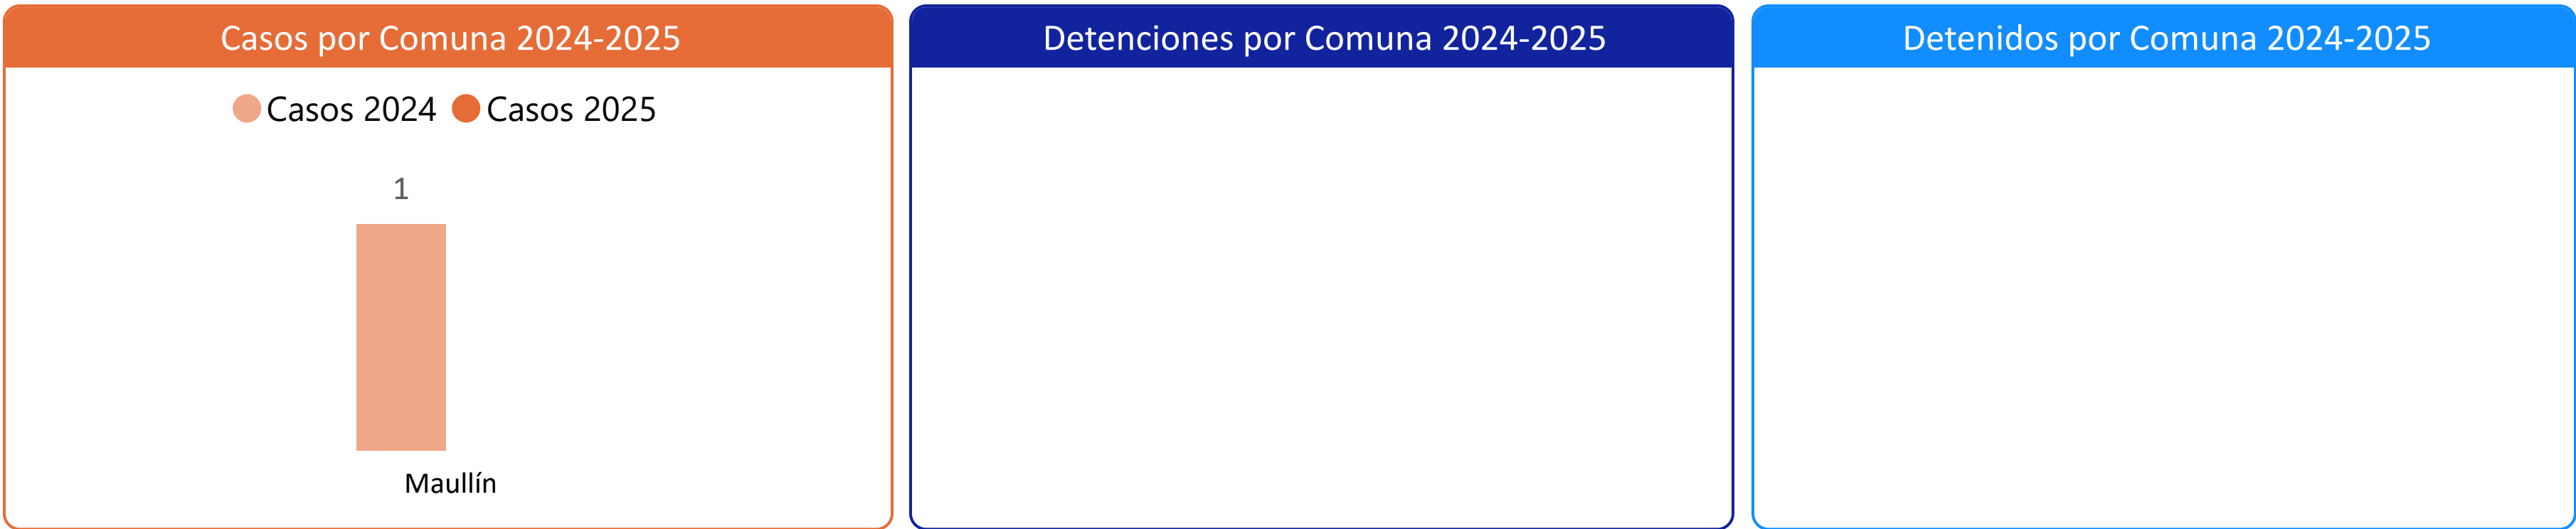 Casos por Comuna 2024-2025
Casos 2024 Casos 2025
1
Maullín
Detenciones por Comuna 2024-2025
Detenidos por Comuna 2024-2025